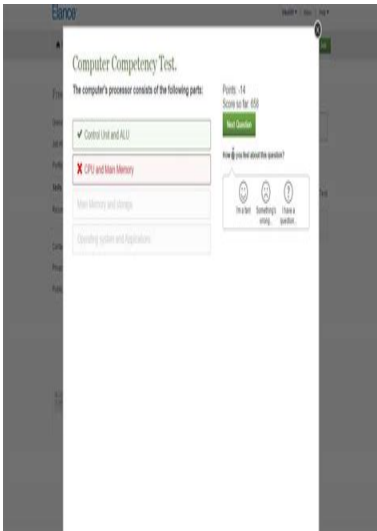 Elance
Computer Competency Test.
The computer's processor consists of the following parts:
Points -14
Score so far 658
Next Question
✔ Control Unit and ALU
✘ CPU and Main Memory
Main Memory and storage
Operating system and Applications
How do you feel about this question?
I'm a fan!
Something's wrong...
I have a question...